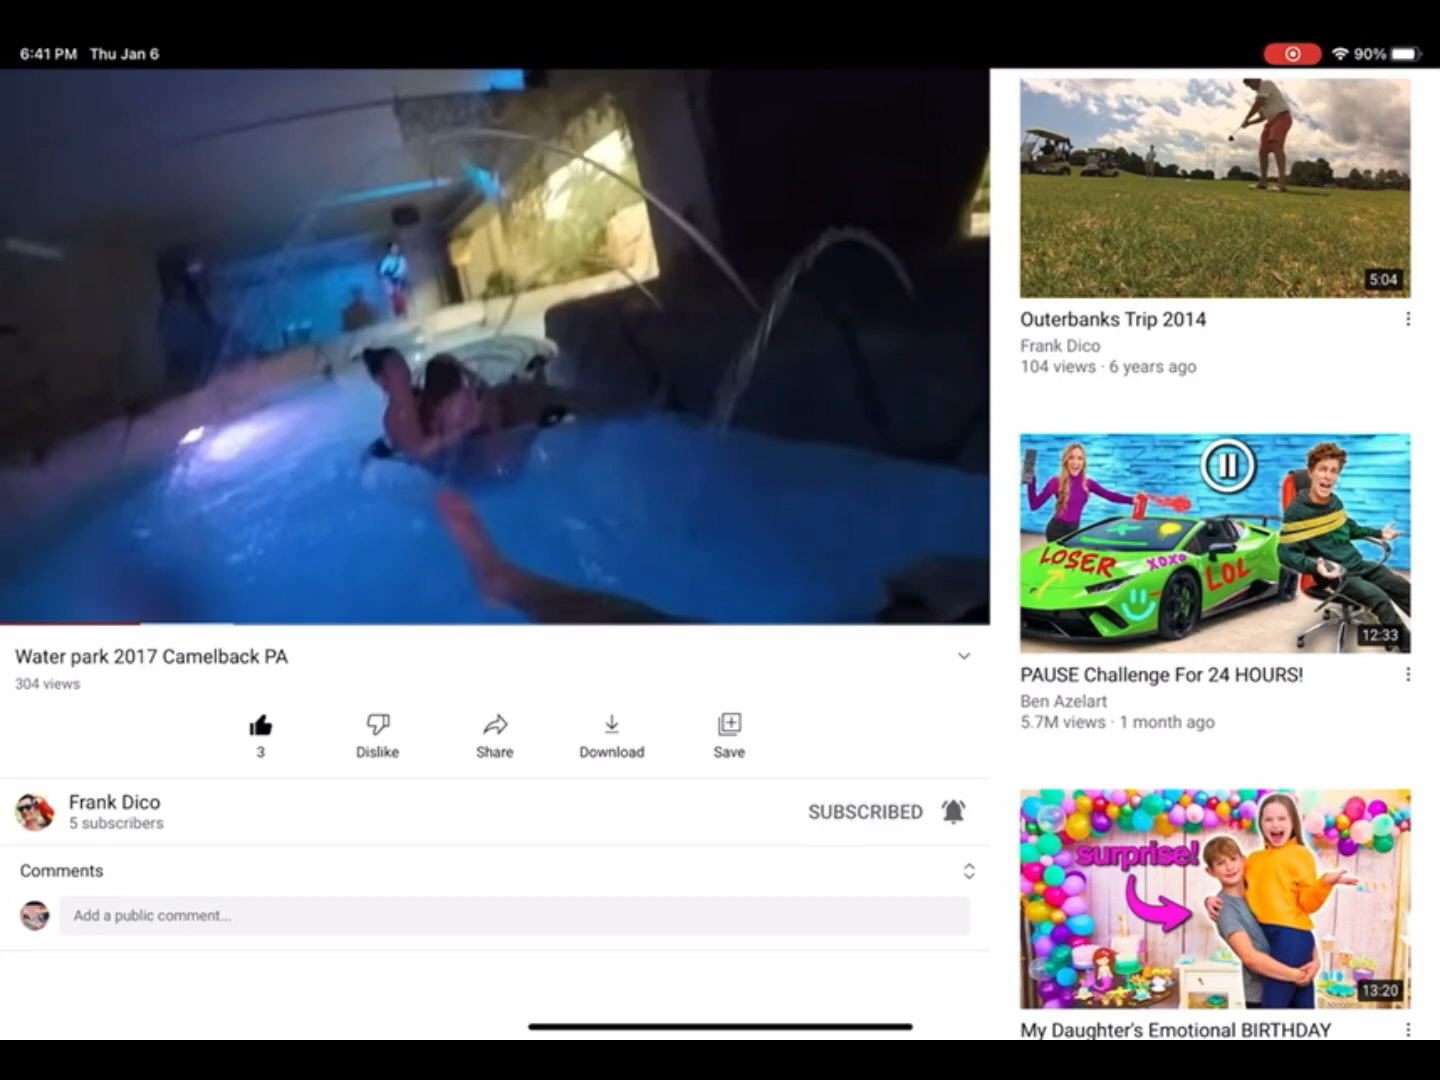 6:41 PM Thu Jan 6
90%
Water park 2017 Camelback PA
304 views
3
Dislike
Share
Download
Save
Frank Dico
5 subscribers
SUBSCRIBED
Comments
Add a public comment...
5:04
Outerbanks Trip 2014
Frank Dico
104 views · 6 years ago
LOSER
XOXO
LOL
12:33
PAUSE Challenge For 24 HOURS!
Ben Azelart
5.7M views · 1 month ago
surprise!
13:20
My Daughter's Emotional BIRTHDAY